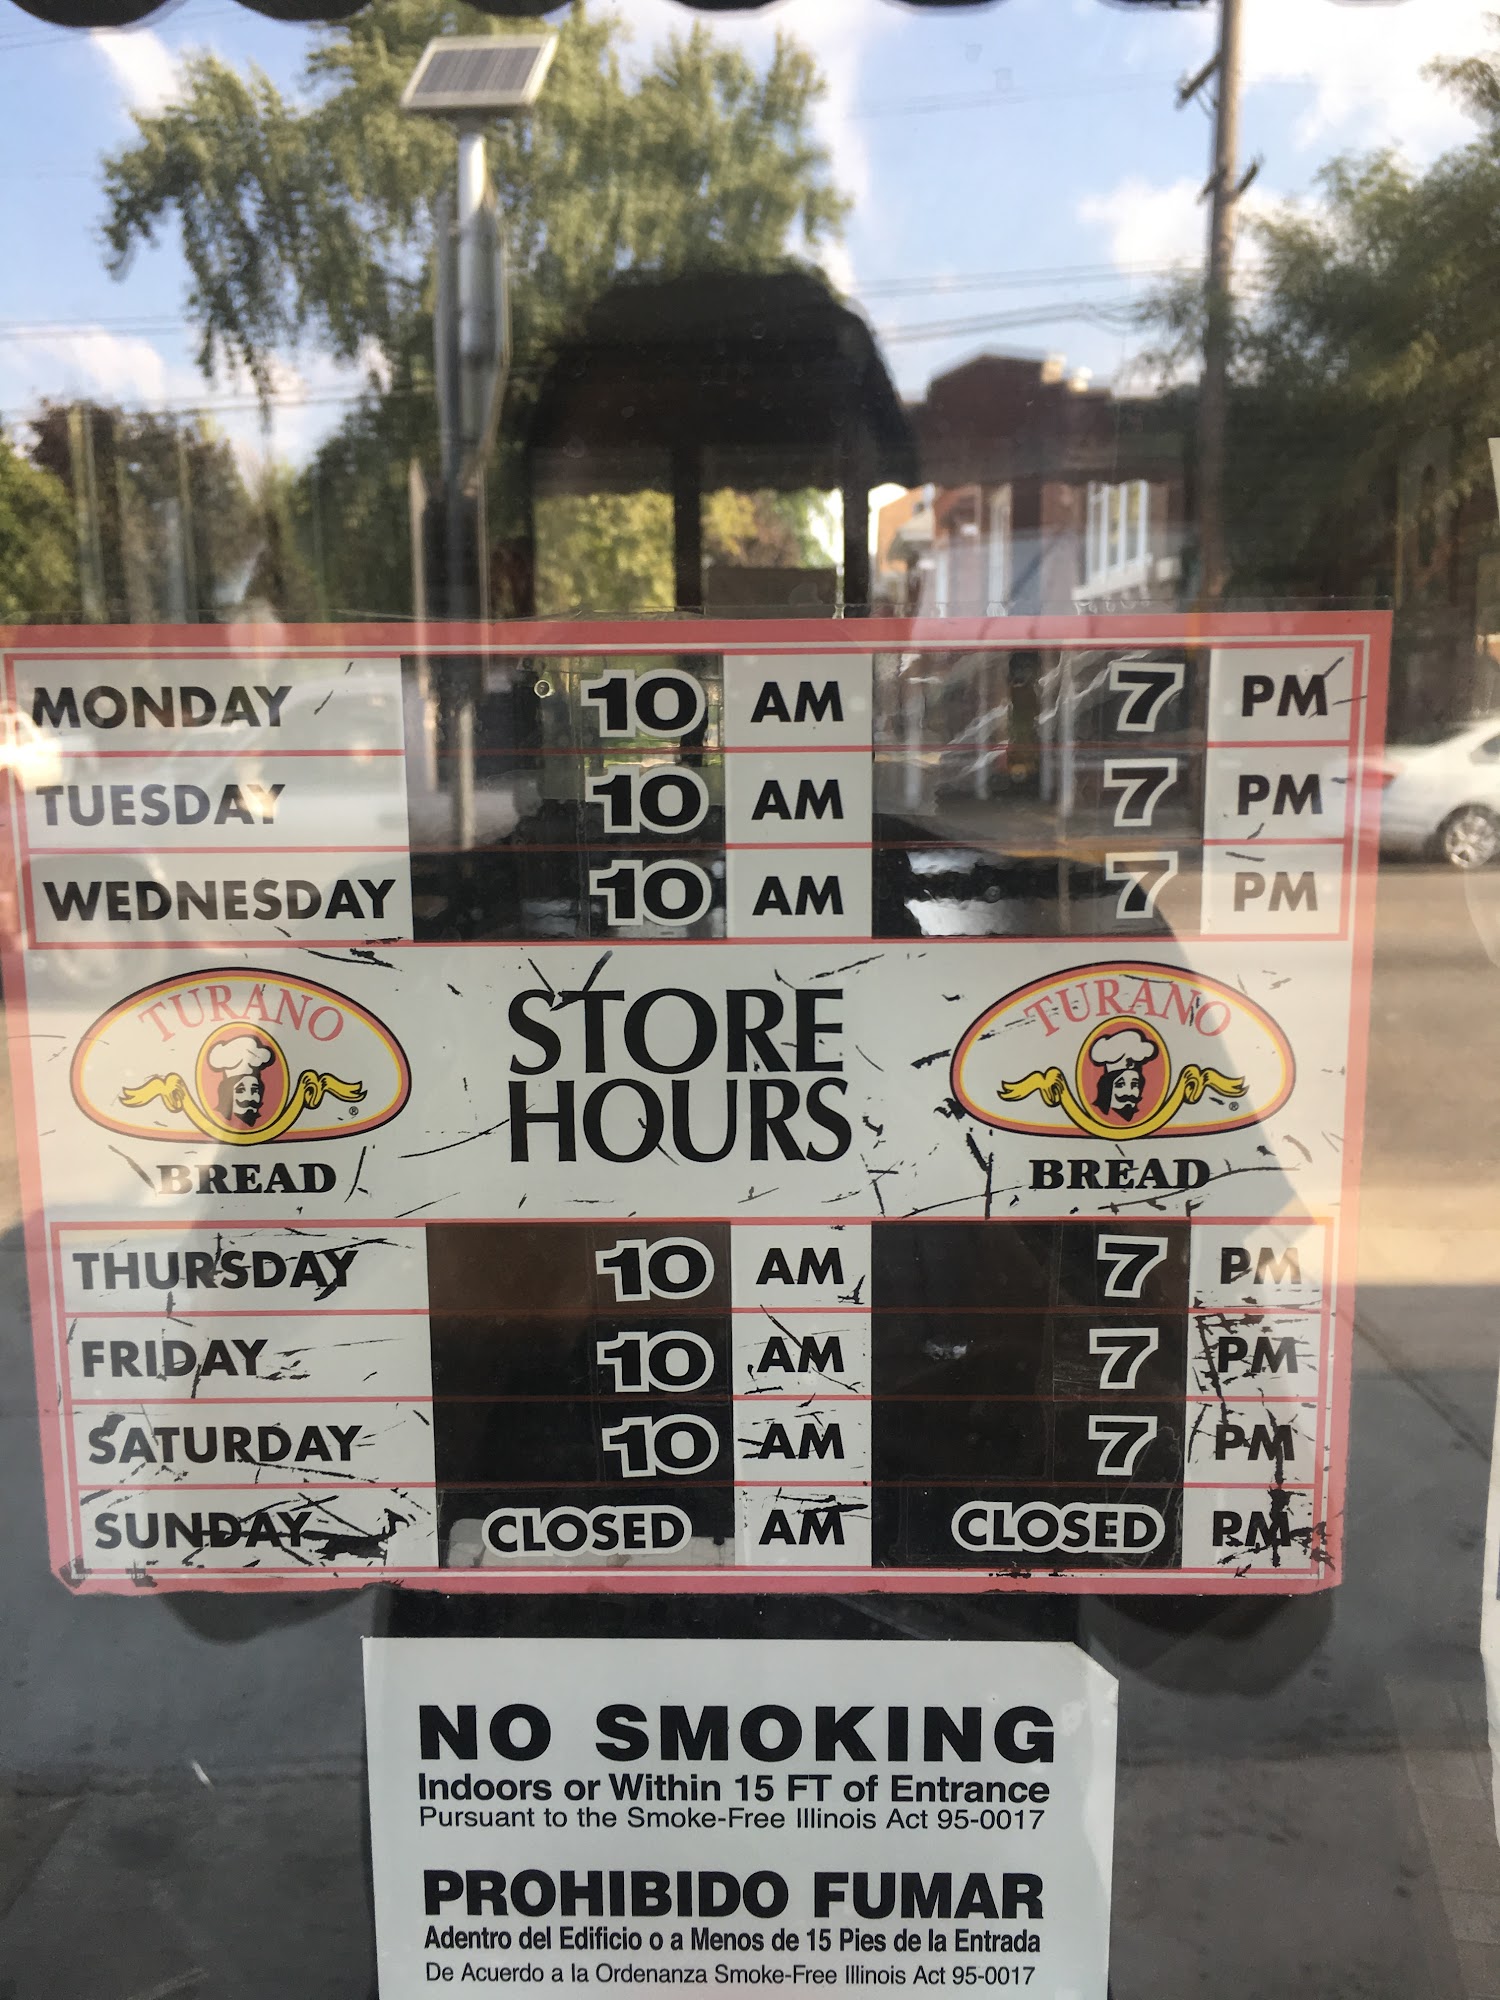 MONDAY 10 AM 7 PM
TUESDAY 10 AM 7 PM
WEDNESDAY 10 AM 7 PM
TURANO
BREAD
STORE
HOURS
TURANO
BREAD
THURSDAY 10 AM 7 PM
FRIDAY 10 AM 7 PM
SATURDAY 10 AM 7 PM
SUNDAY CLOSED AM CLOSED PM
NO SMOKING
Indoors or Within 15 FT of Entrance
Pursuant to the Smoke-Free Illinois Act 95-0017
PROHIBIDO FUMAR
Adentro del Edificio o a Menos de 15 Pies de la Entrada
De Acuerdo a la Ordenanza Smoke-Free Illinois Act 95-0017